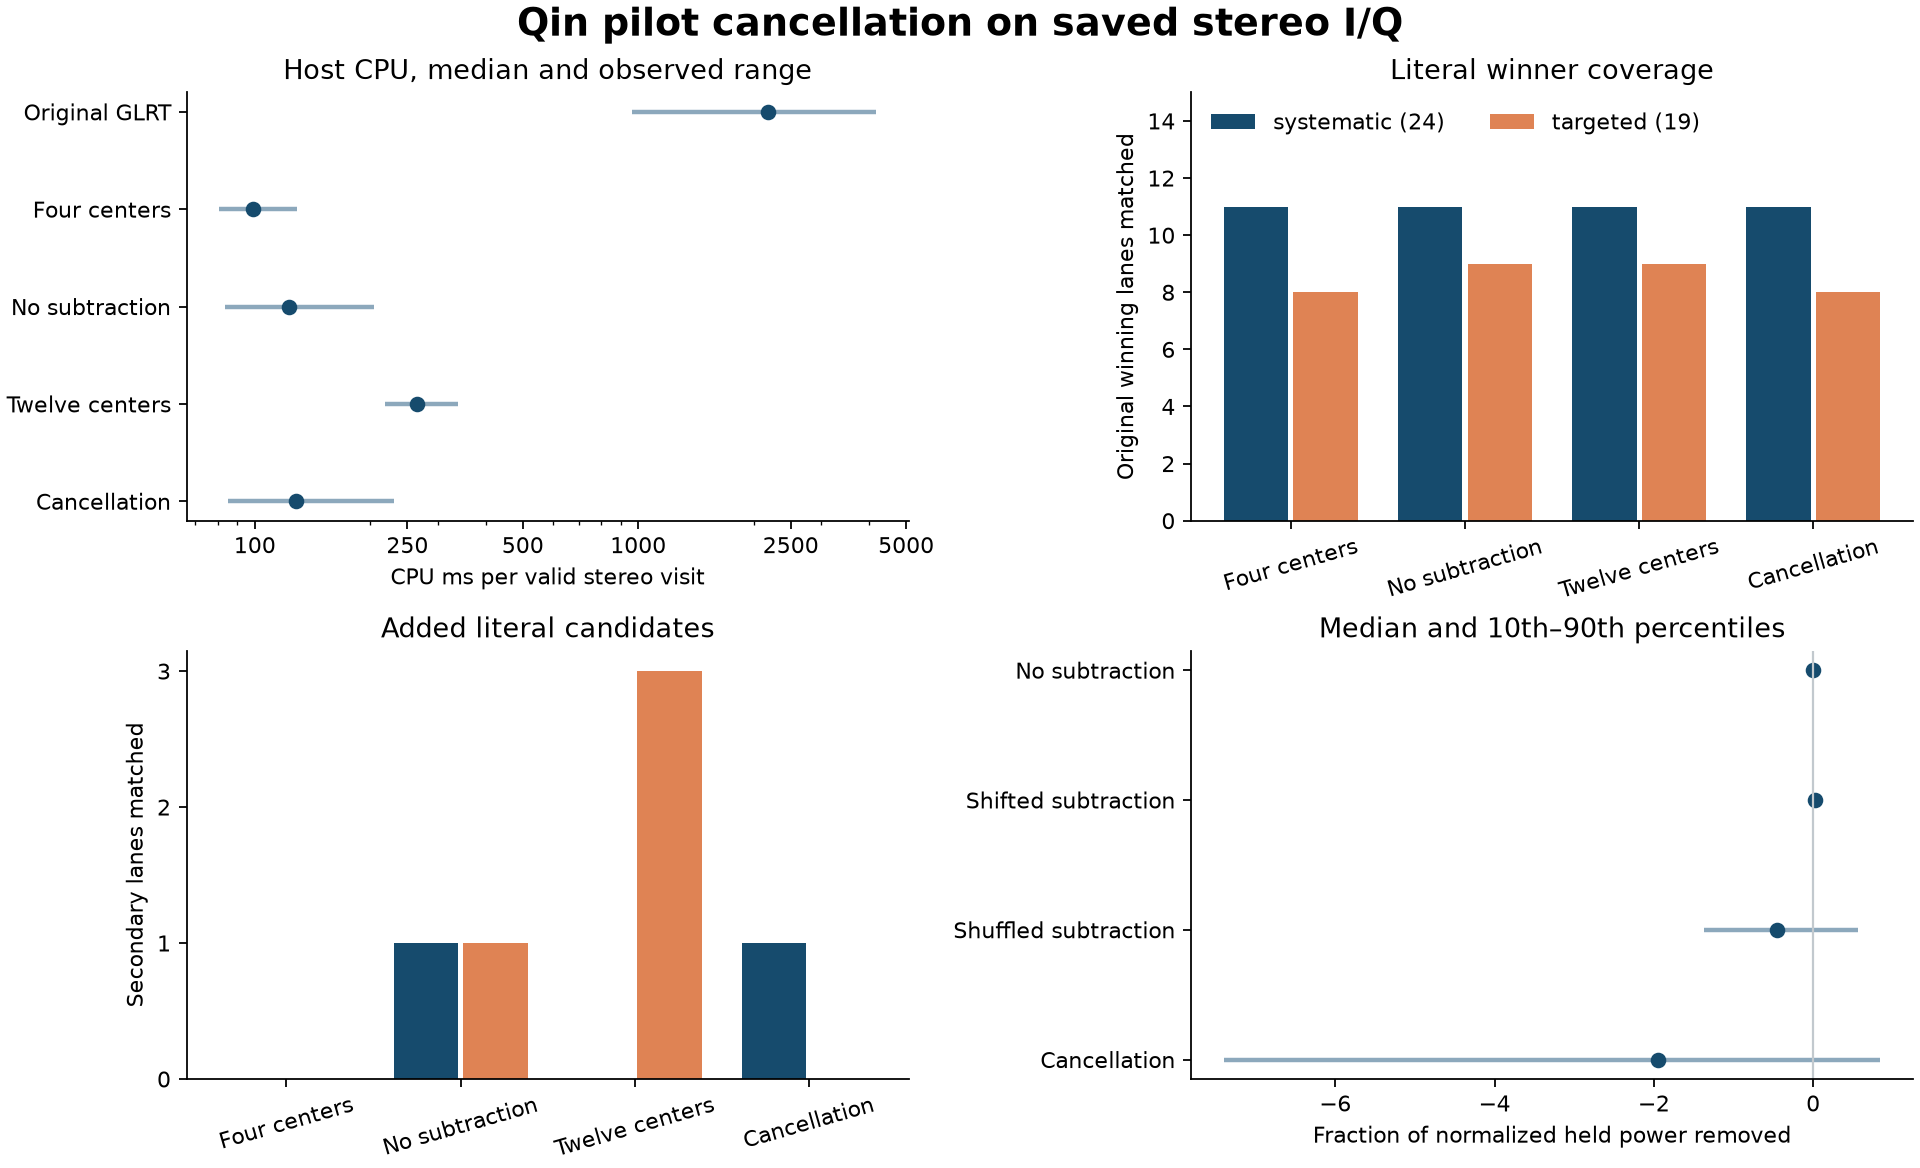 Qin pilot cancellation on saved stereo I/Q
Host CPU, median and observed range
Original GLRT
Four centers
No subtraction
Twelve centers
Cancellation
100 250 500 1000 2500 5000
CPU ms per valid stereo visit
Literal winner coverage
systematic (24) targeted (19)
Original winning lanes matched
14
12
10
8
6
4
2
0
Four centers No subtraction Twelve centers Cancellation
Added literal candidates
Secondary lanes matched
3
2
1
0
Four centers No subtraction Twelve centers Cancellation
Median and 10th–90th percentiles
No subtraction
Shifted subtraction
Shuffled subtraction
Cancellation
−6 −4 −2 0
Fraction of normalized held power removed